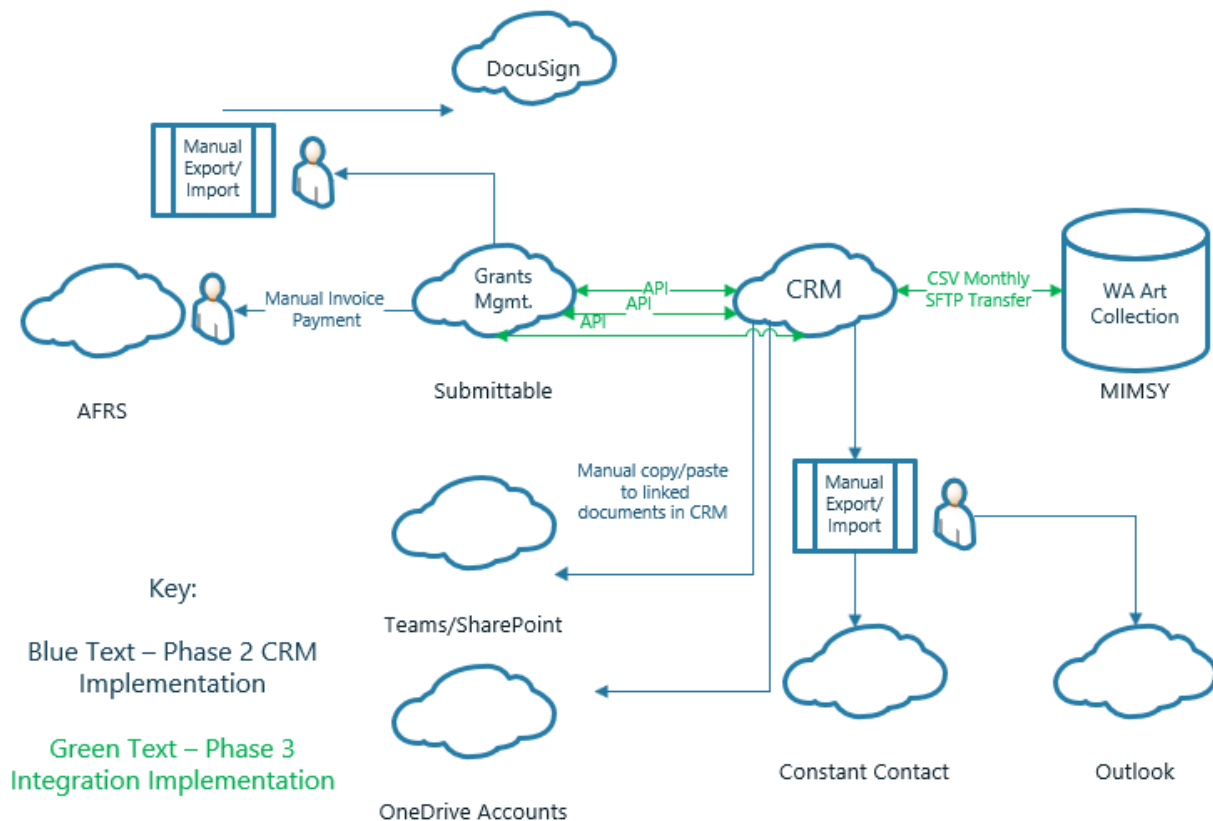 DocuSign
Manual
Export/
Import
Grants
Mgmt.
API
API
API
CRM
CSV Monthly
SFTP Transfer
WA Art
Collection
Manual Invoice
Payment
AFRS
Submittable
MIMSY
Manual copy/paste
to linked
documents in CRM
Manual
Export/
Import
Key:
Teams/SharePoint
Blue Text – Phase 2 CRM
Implementation
Green Text – Phase 3
Integration Implementation
Constant Contact
Outlook
OneDrive Accounts